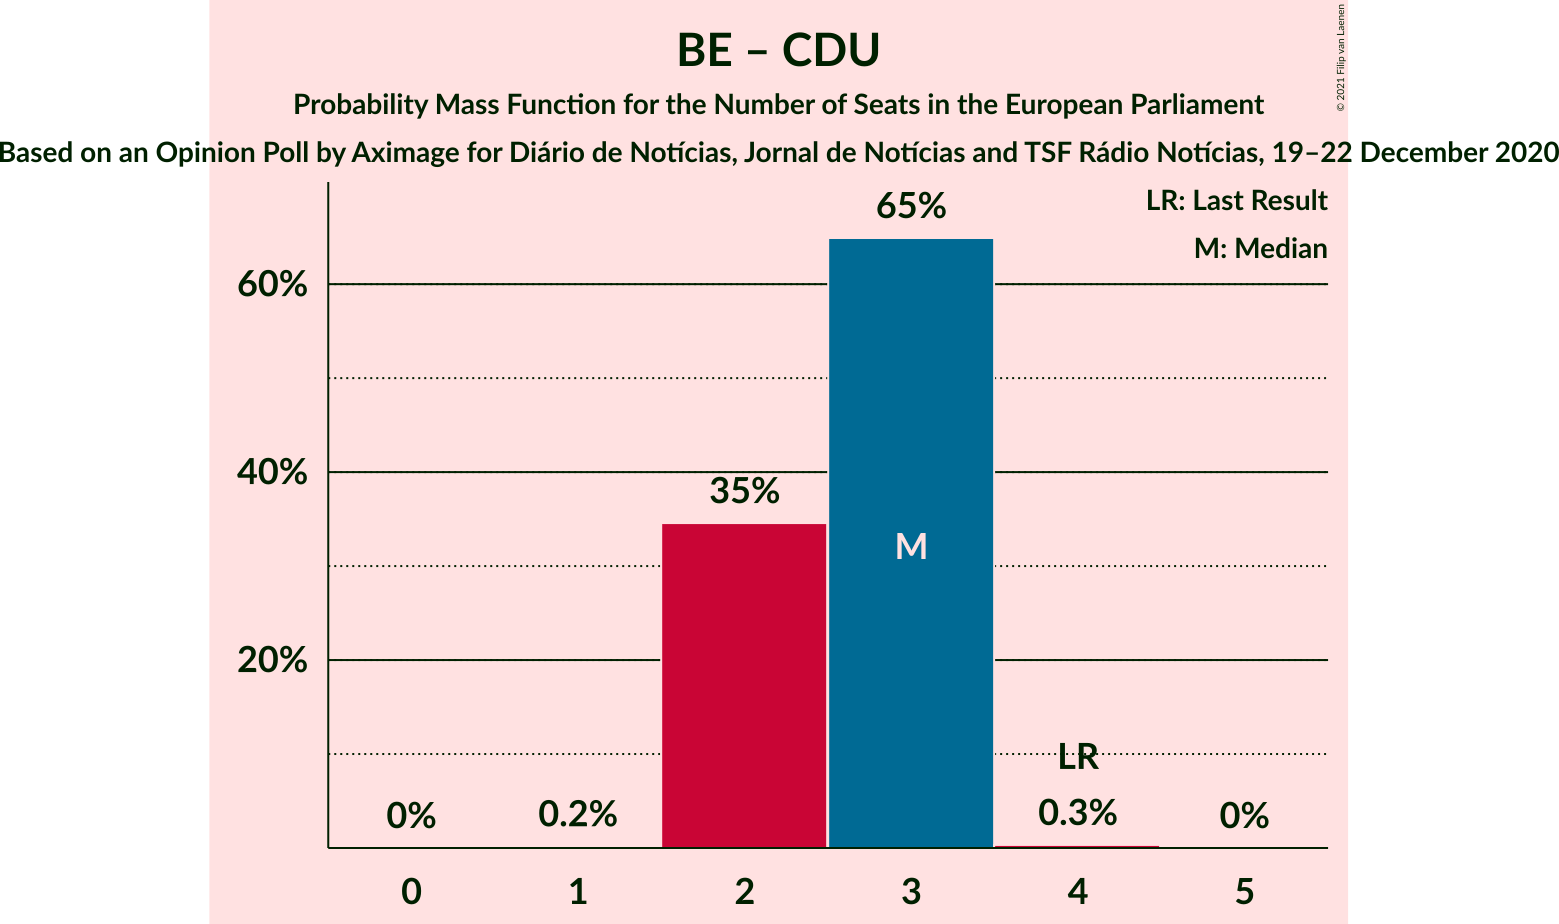 BE – CDU
Probability Mass Function for the Number of Seats in the European Parliament
Based on an Opinion Poll by Aximage for Diário de Notícias, Jornal de Notícias and TSF Rádio Notícias, 19–22 December 2020
© 2021 Filip van Laenen
LR: Last Result
M: Median
65%
60%
40%
35%
M
20%
LR
0%
0.2%
0.3%
0%
0 1 2 3 4 5